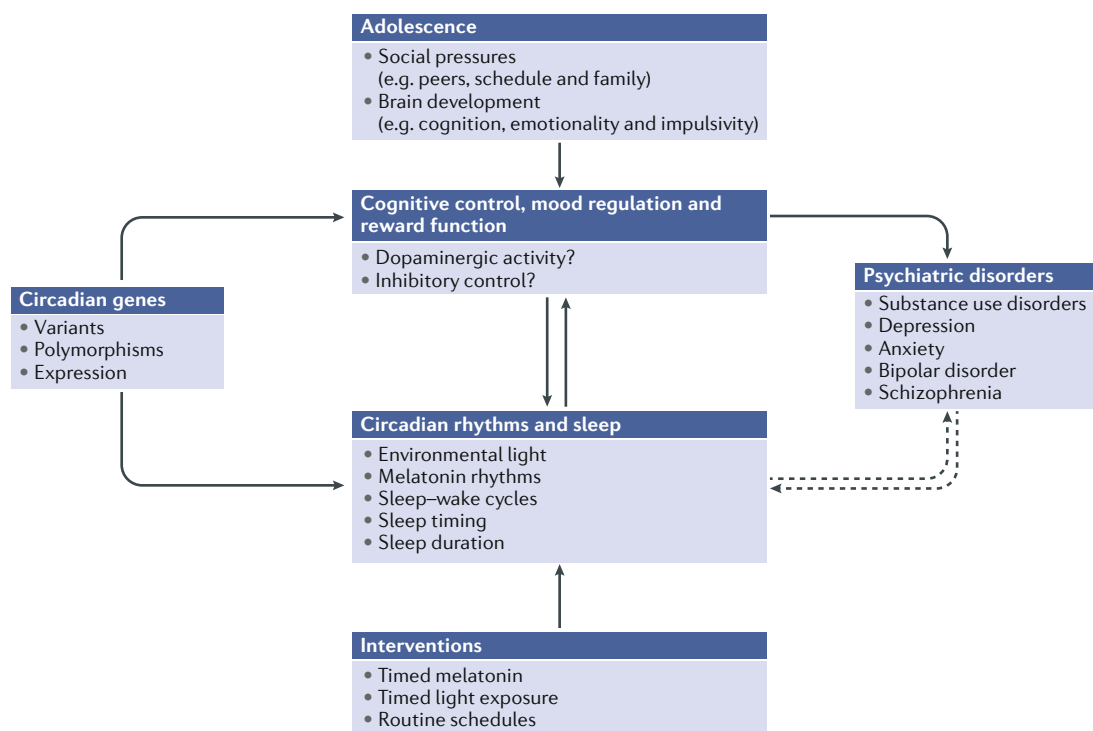 Adolescence
• Social pressures
(e.g. peers, schedule and family)
• Brain development
(e.g. cognition, emotionality and impulsivity)
Cognitive control, mood regulation and
reward function
• Dopaminergic activity?
• Inhibitory control?
Circadian genes
• Variants
• Polymorphisms
• Expression
Psychiatric disorders
• Substance use disorders
• Depression
• Anxiety
• Bipolar disorder
• Schizophrenia
Circadian rhythms and sleep
• Environmental light
• Melatonin rhythms
• Sleep–wake cycles
• Sleep timing
• Sleep duration
Interventions
• Timed melatonin
• Timed light exposure
• Routine schedules